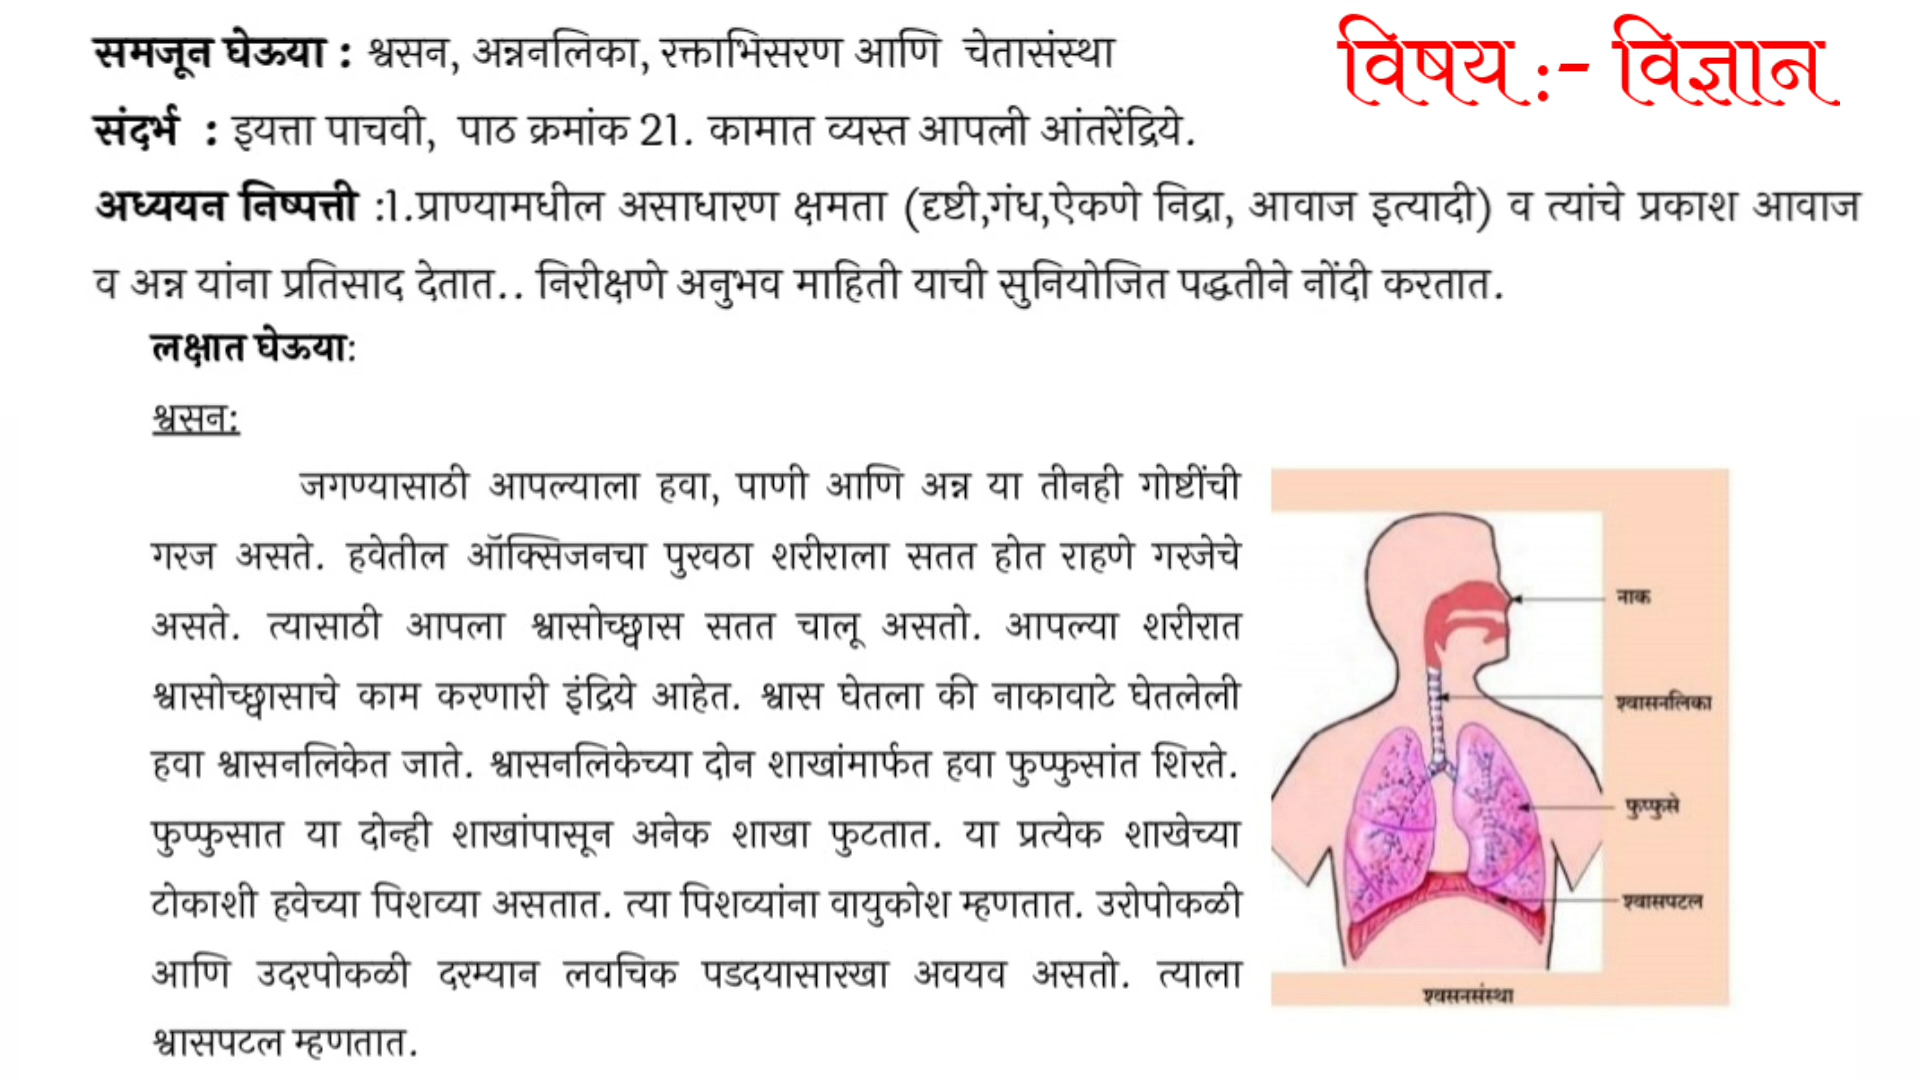 समजून घेऊया : श्वसन, अन्ननलिका, रक्ताभिसरण आणि चेतासंस्था
विषय :- विज्ञान
संदर्भ : इयत्ता पाचवी, पाठ क्रमांक 21. कामात व्यस्त आपली आंतरेंद्रिये.
अध्ययन निष्पत्ती :1.प्राण्यामधील असाधारण क्षमता (दृष्टी,गंध,ऐकणे निद्रा, आवाज इत्यादी) व त्यांचे प्रकाश आवाज
व अन्न यांना प्रतिसाद देतात.. निरीक्षणे अनुभव माहिती याची सुनियोजित पद्धतीने नोंदी करतात.
लक्षात घेऊया:
श्वसन:
जगण्यासाठी आपल्याला हवा, पाणी आणि अन्न या तीनही गोष्टींची
गरज असते. हवेतील ऑक्सिजनचा पुरवठा शरीराला सतत होत राहणे गरजेचे
असते. त्यासाठी आपला श्वासोच्छ्वास सतत चालू असतो. आपल्या शरीरात
श्वासोच्छ्वासाचे काम करणारी इंद्रिये आहेत. श्वास घेतला की नाकावाटे घेतलेली
हवा श्वासनलिकेत जाते. श्वासनलिकेच्या दोन शाखांमार्फत हवा फुप्फुसांत शिरते.
फुप्फुसात या दोन्ही शाखांपासून अनेक शाखा फुटतात. या प्रत्येक शाखेच्या
टोकाशी हवेच्या पिशव्या असतात. त्या पिशव्यांना वायुकोश म्हणतात. उरोपोकळी
आणि उदरपोकळी दरम्यान लवचिक पडदयासारखा अवयव असतो. त्याला
श्वासपटल म्हणतात.
नाक
श्वासनलिका
फुप्फुसे
श्वासपटल
श्वसनसंस्था